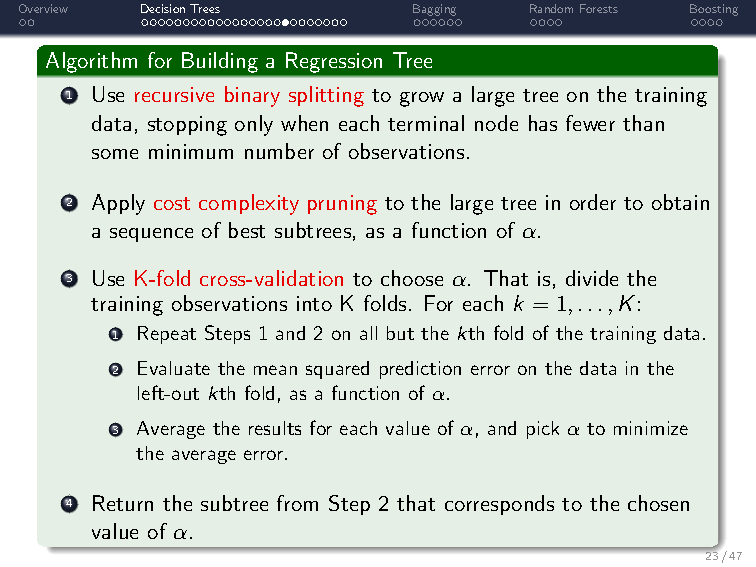 Overview Decision Trees Bagging Random Forests Boosting
Algorithm for Building a Regression Tree
1 Use recursive binary splitting to grow a large tree on the training
data, stopping only when each terminal node has fewer than
some minimum number of observations.
2 Apply cost complexity pruning to the large tree in order to obtain
a sequence of best subtrees, as a function of α.
3 Use K-fold cross-validation to choose α. That is, divide the
training observations into K folds. For each k = 1, . . . , K:
1 Repeat Steps 1 and 2 on all but the kth fold of the training data.
2 Evaluate the mean squared prediction error on the data in the
left-out kth fold, as a function of α.
3 Average the results for each value of α, and pick α to minimize
the average error.
4 Return the subtree from Step 2 that corresponds to the chosen
value of α.
23 / 47